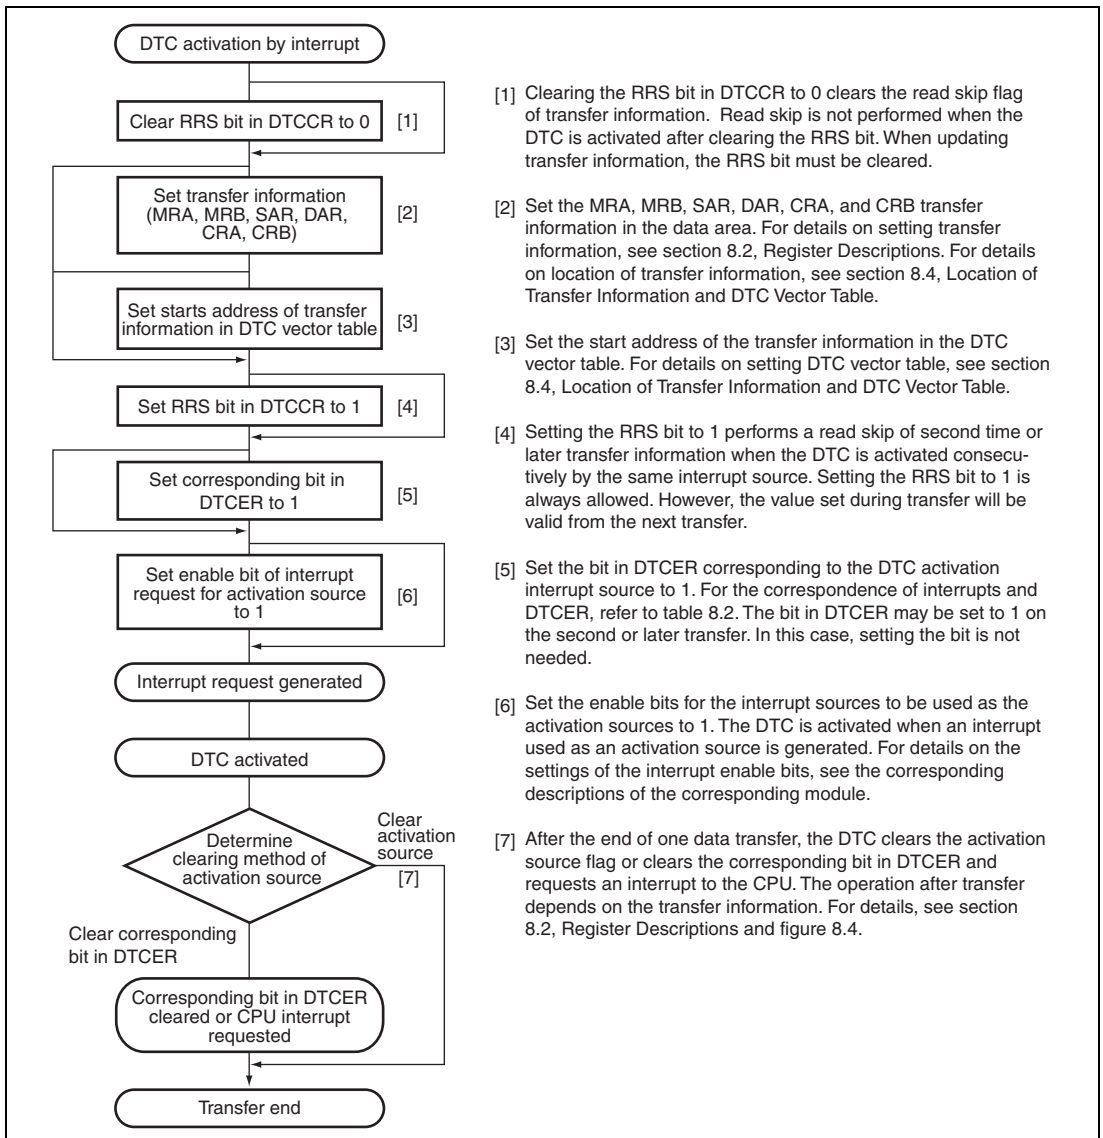 DTC activation by interrupt
Clear RRS bit in DTCCR to 0
[1]
Set transfer information
(MRA, MRB, SAR, DAR,
CRA, CRB)
[2]
Set starts address of transfer
information in DTC vector table
[3]
Set RRS bit in DTCCR to 1
[4]
Set corresponding bit in
DTCER to 1
[5]
Set enable bit of interrupt
request for activation source
to 1
[6]
Interrupt request generated
DTC activated
Determine
clearing method of
activation source
Clear
activation
source
[7]
Clear corresponding
bit in DTCER
Corresponding bit in DTCER
cleared or CPU interrupt
requested
Transfer end
[1] Clearing the RRS bit in DTCCR to 0 clears the read skip flag
of transfer information. Read skip is not performed when the
DTC is activated after clearing the RRS bit. When updating
transfer information, the RRS bit must be cleared.
[2] Set the MRA, MRB, SAR, DAR, CRA, and CRB transfer
information in the data area. For details on setting transfer
information, see section 8.2, Register Descriptions. For details
on location of transfer information, see section 8.4, Location of
Transfer Information and DTC Vector Table.
[3] Set the start address of the transfer information in the DTC
vector table. For details on setting DTC vector table, see section
8.4, Location of Transfer Information and DTC Vector Table.
[4] Setting the RRS bit to 1 performs a read skip of second time or
later transfer information when the DTC is activated consecu-
tively by the same interrupt source. Setting the RRS bit to 1 is
always allowed. However, the value set during transfer will be
valid from the next transfer.
[5] Set the bit in DTCER corresponding to the DTC activation
interrupt source to 1. For the correspondence of interrupts and
DTCER, refer to table 8.2. The bit in DTCER may be set to 1 on
the second or later transfer. In this case, setting the bit is not
needed.
[6] Set the enable bits for the interrupt sources to be used as the
activation sources to 1. The DTC is activated when an interrupt
used as an activation source is generated. For details on the
settings of the interrupt enable bits, see the corresponding
descriptions of the corresponding module.
[7] After the end of one data transfer, the DTC clears the activation
source flag or clears the corresponding bit in DTCER and
requests an interrupt to the CPU. The operation after transfer
depends on the transfer information. For details, see section
8.2, Register Descriptions and figure 8.4.